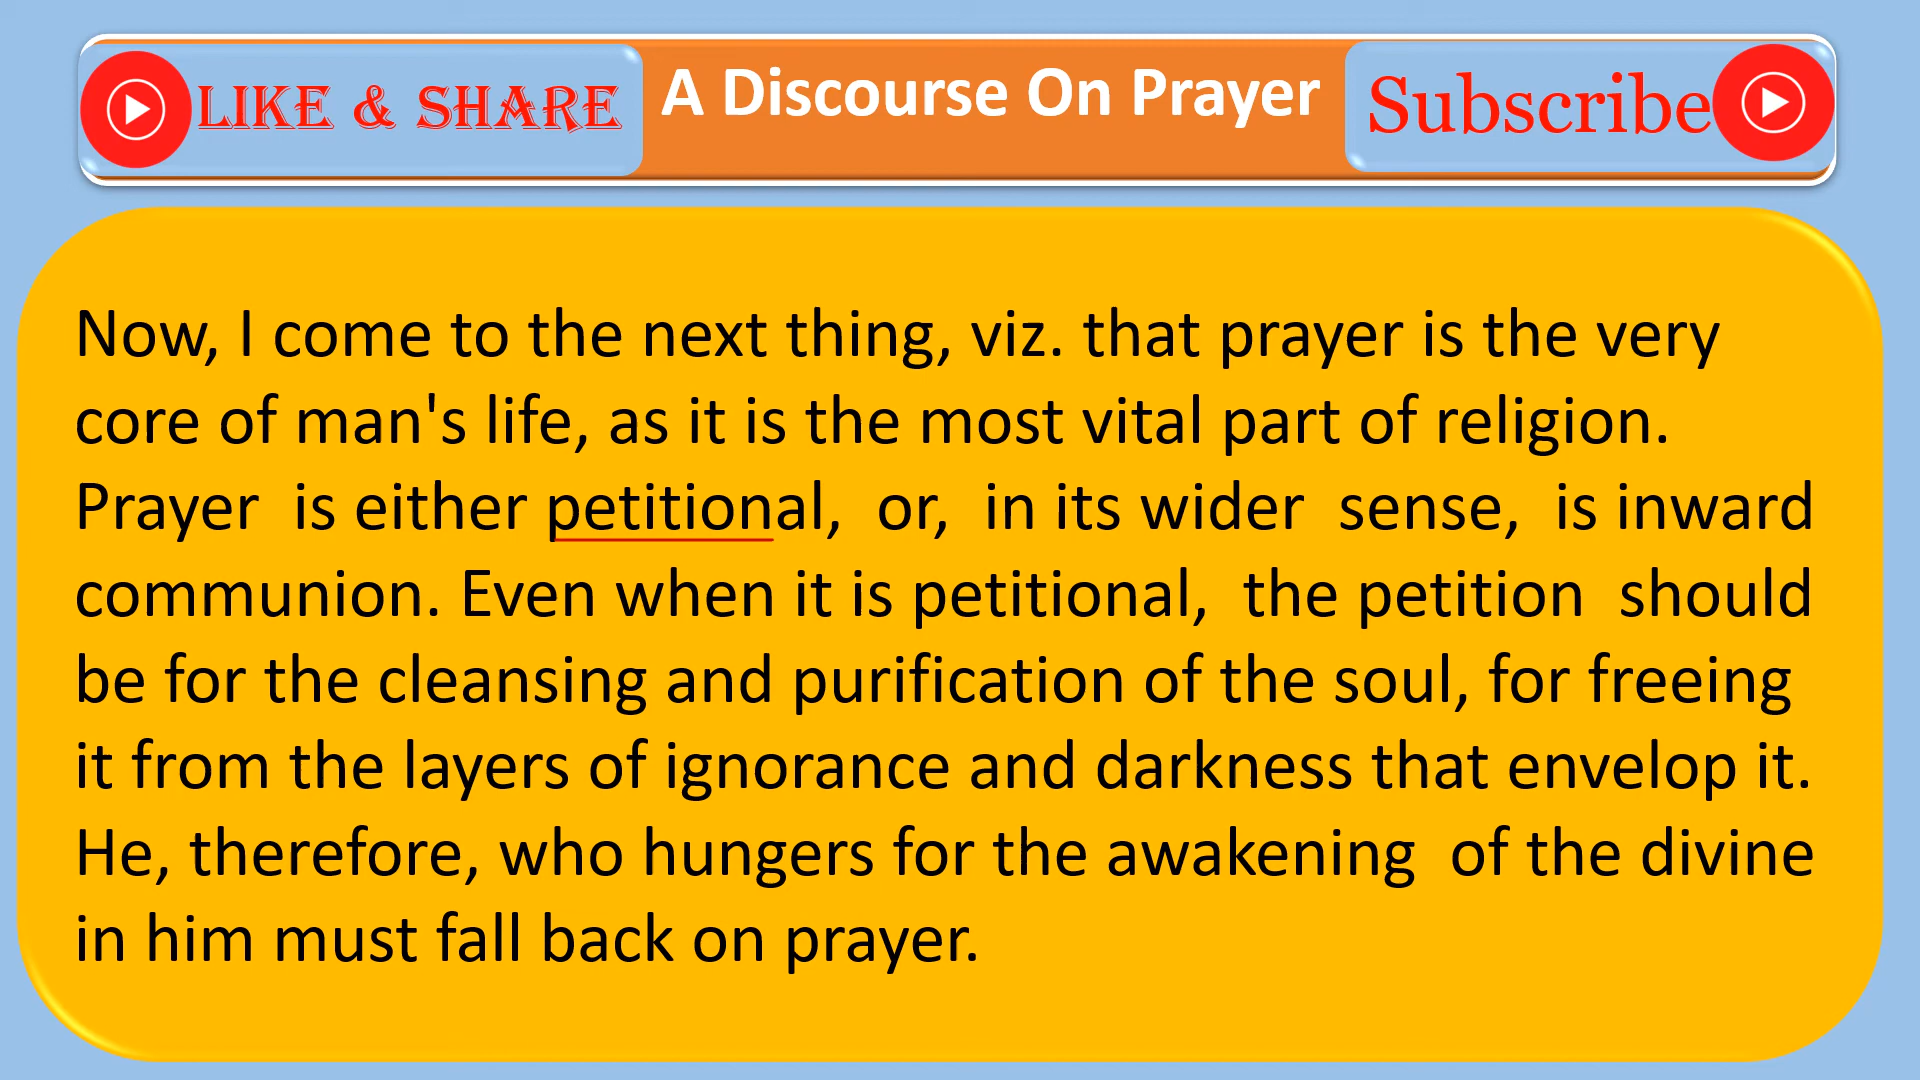 LIKE & SHARE
A Discourse On Prayer
Subscribe
Now, I come to the next thing, viz. that prayer is the very
core of man's life, as it is the most vital part of religion.
Prayer is either petitional, or, in its wider sense, is inward
communion. Even when it is petitional, the petition should
be for the cleansing and purification of the soul, for freeing
it from the layers of ignorance and darkness that envelop it.
He, therefore, who hungers for the awakening of the divine
in him must fall back on prayer.